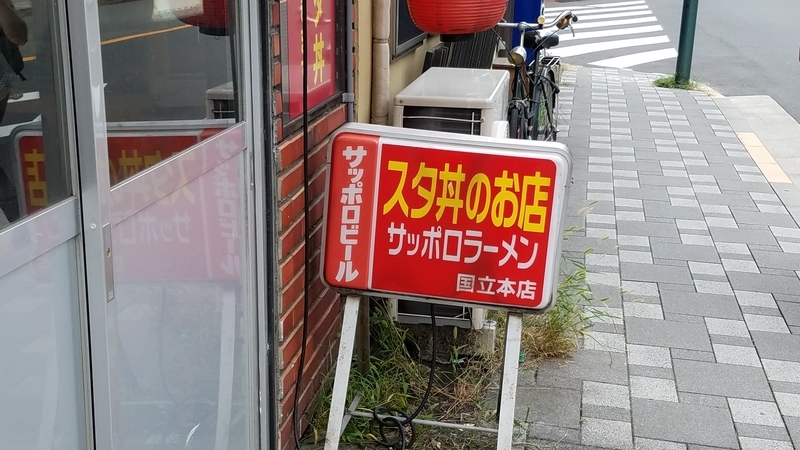 サッポロビール
スタ丼のお店
サッポロラーメン
国立本店